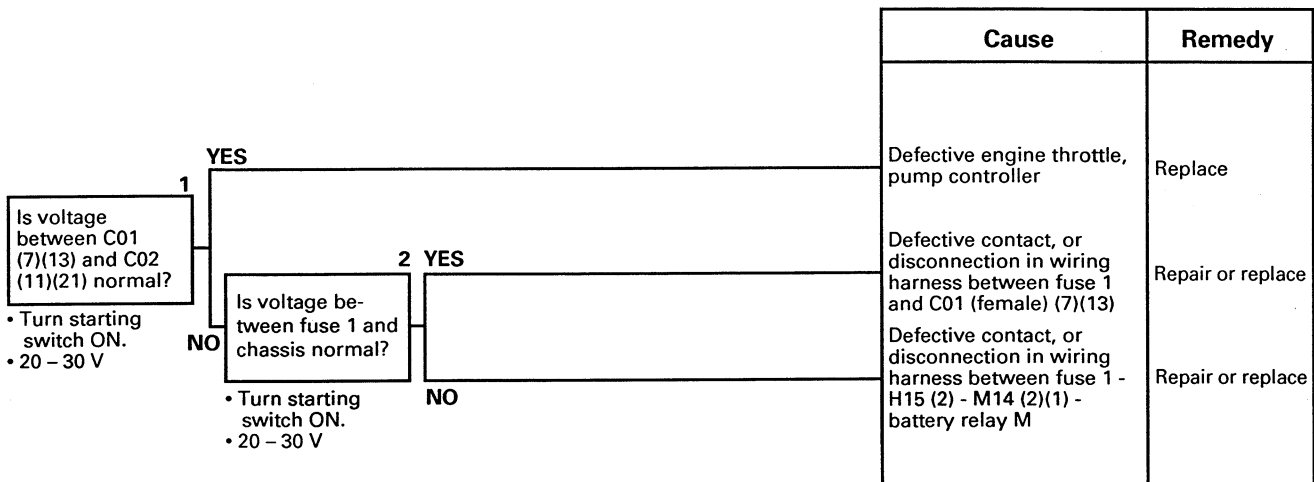 Cause
Remedy
YES
Defective engine throttle,
pump controller
Replace
1
Is voltage
between C01
(7)(13) and C02
(11)(21) normal?
• Turn starting
switch ON.
• 20 – 30 V
NO
2
YES
Is voltage be-
tween fuse 1 and
chassis normal?
• Turn starting
switch ON.
• 20 – 30 V
Defective contact, or
disconnection in wiring
harness between fuse 1
and C01 (female) (7)(13)
Repair or replace
NO
Defective contact, or
disconnection in wiring
harness between fuse 1 -
H15 (2) - M14 (2)(1) -
battery relay M
Repair or replace